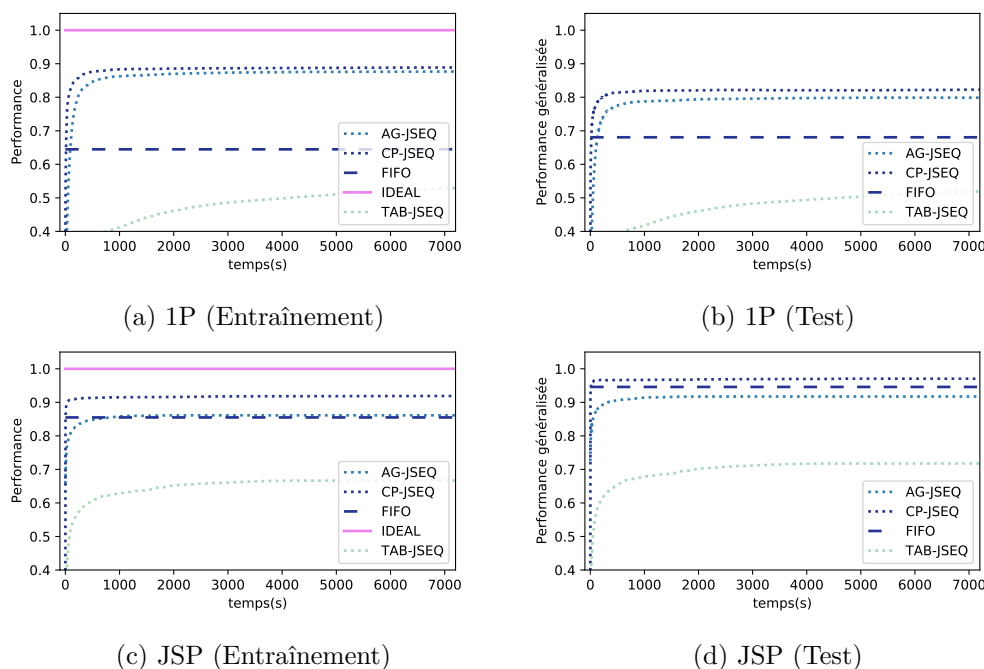 1.0
0.9
0.8
0.7
0.6
0.5
0.4
Performance
0 1000 2000 3000 4000 5000 6000 7000
temps(s)
AG-JSEQ
CP-JSEQ
FIFO
IDEAL
TAB-JSEQ
(a) 1P (Entraînement)
1.0
0.9
0.8
0.7
0.6
0.5
0.4
Performance généralisée
0 1000 2000 3000 4000 5000 6000 7000
temps(s)
AG-JSEQ
CP-JSEQ
FIFO
TAB-JSEQ
(b) 1P (Test)
1.0
0.9
0.8
0.7
0.6
0.5
0.4
Performance
0 1000 2000 3000 4000 5000 6000 7000
temps(s)
AG-JSEQ
CP-JSEQ
FIFO
IDEAL
TAB-JSEQ
(c) JSP (Entraînement)
1.0
0.9
0.8
0.7
0.6
0.5
0.4
Performance généralisée
0 1000 2000 3000 4000 5000 6000 7000
temps(s)
AG-JSEQ
CP-JSEQ
FIFO
TAB-JSEQ
(d) JSP (Test)